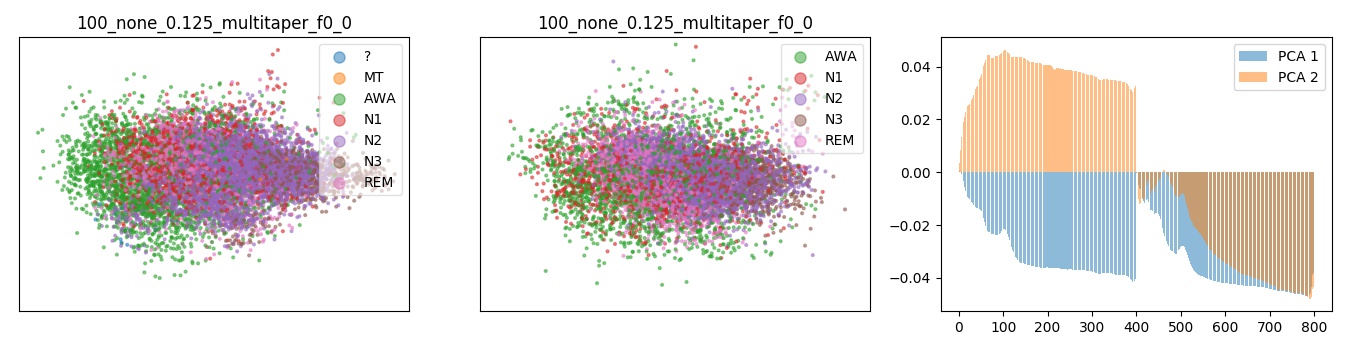 100_none_0.125_multitaper_f0_0
?
MT
AWA
N1
N2
N3
REM
100_none_0.125_multitaper_f0_0
AWA
N1
N2
N3
REM
PCA 1
PCA 2
0.04
0.02
0.00
−0.02
−0.04
0 100 200 300 400 500 600 700 800